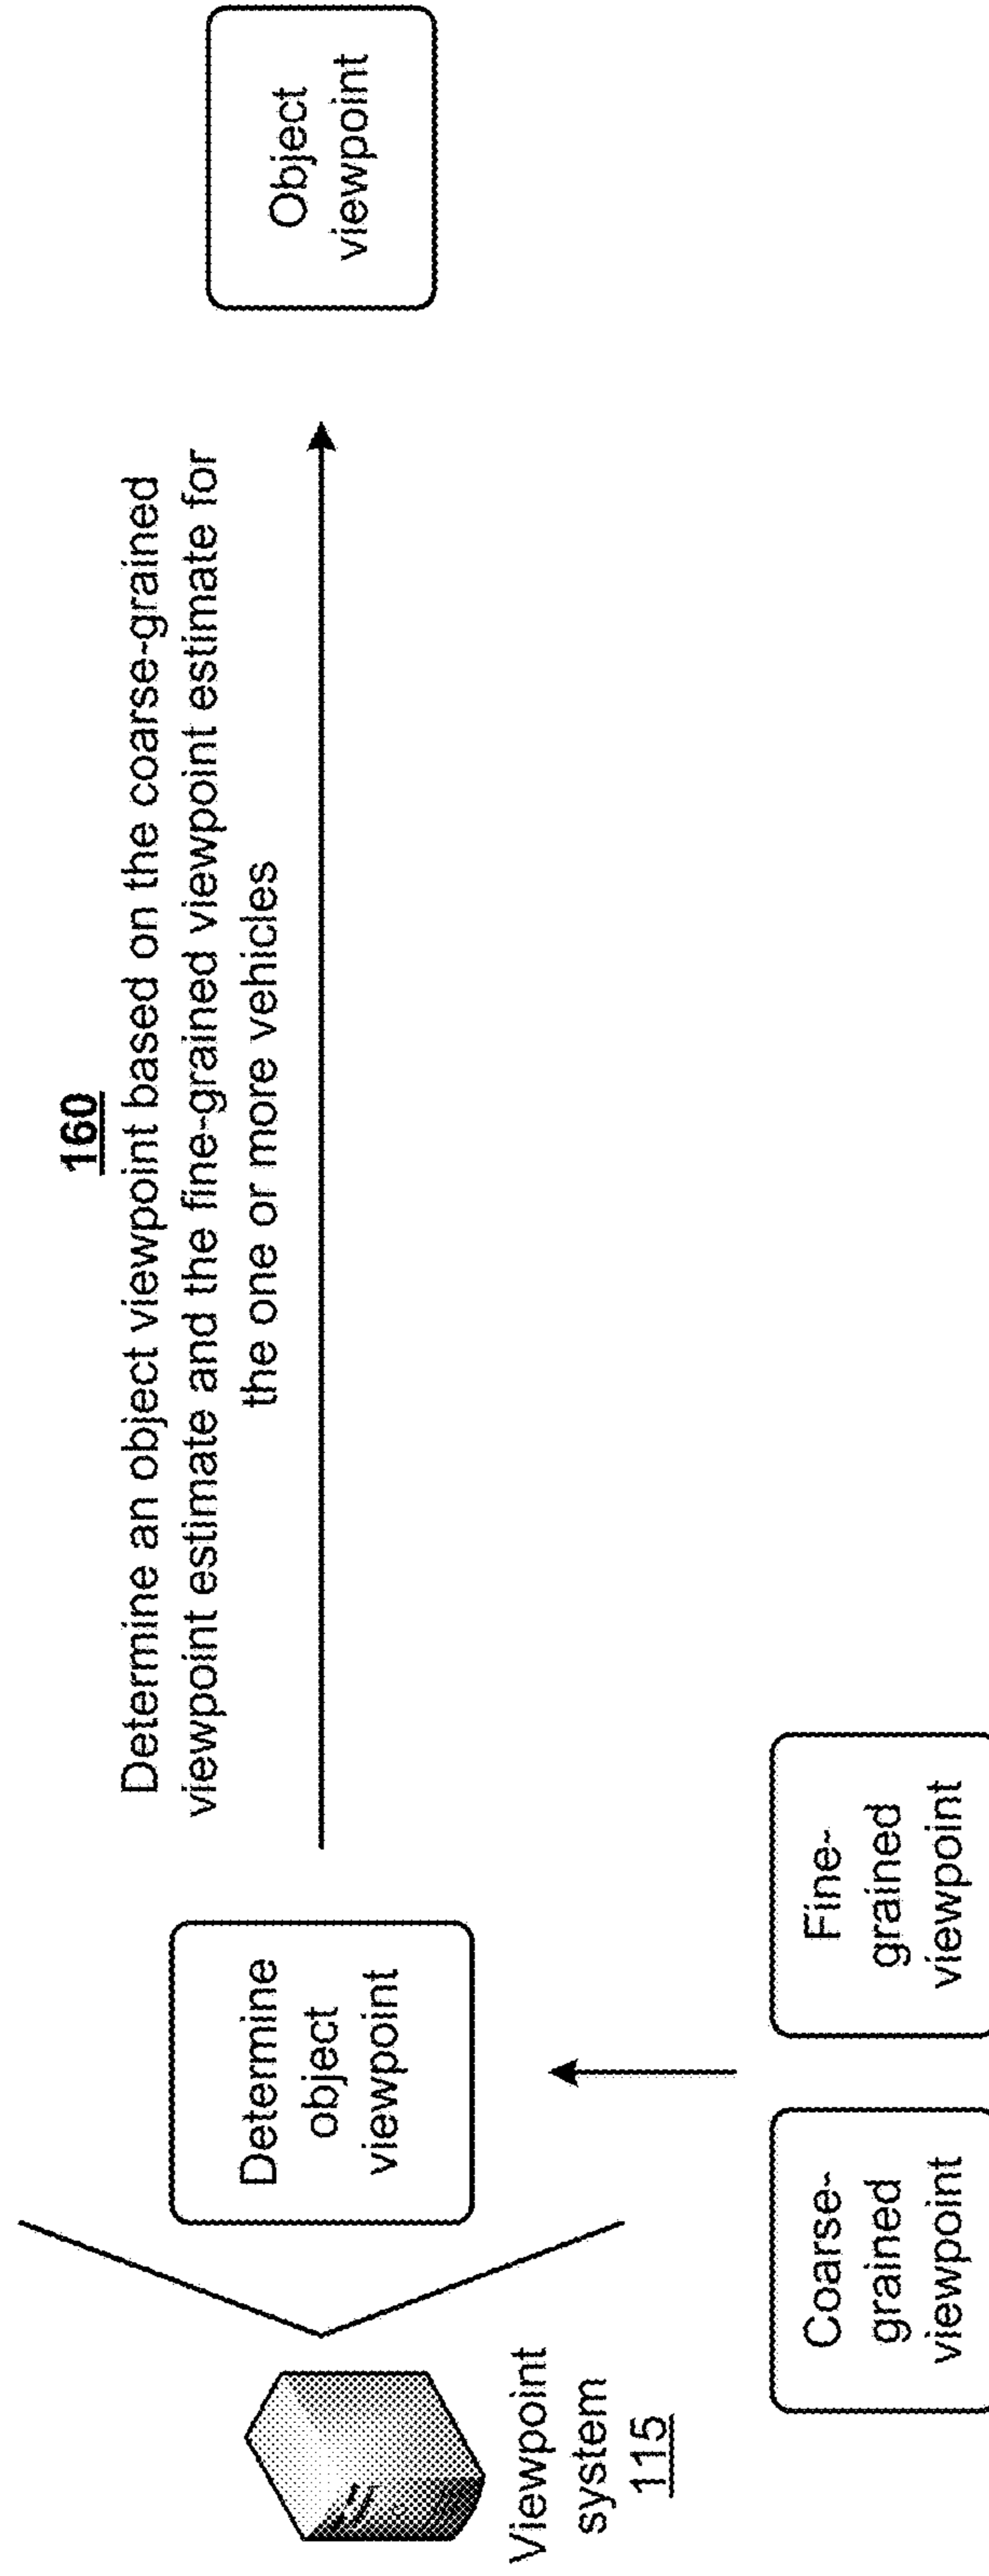 160
Determine an object viewpoint based on the coarse-grained
viewpoint estimate and the fine-grained viewpoint estimate for
the one or more vehicles
Viewpoint
system
115
Determine
object
viewpoint
Object
viewpoint
Coarse-
grained
viewpoint
Fine-
grained
viewpoint